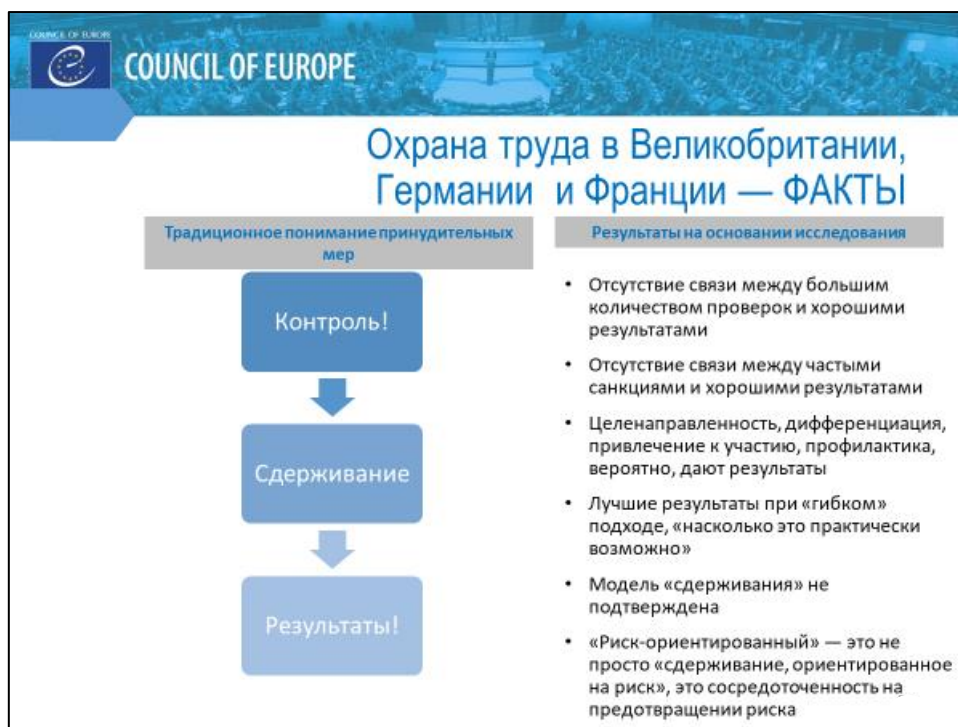 COUNCIL OF EUROPE
COUNCIL OF EUROPE
Охрана труда в Великобритании,
Германии и Франции — ФАКТЫ
Традиционное понимание принудительных
мер
Контроль!
Сдерживание
Результаты!
Результаты на основании исследования
• Отсутствие связи между большим
количеством проверок и хорошими
результатами
• Отсутствие связи между частыми
санкциями и хорошими результатами
• Целенаправленность, дифференциация,
привлечение к участию, профилактика,
вероятно, дают результаты
• Лучшие результаты при «гибком»
подходе, «насколько это практически
возможно»
• Модель «сдерживания» не
подтверждена
• «Риск-ориентированный» — это не
просто «сдерживание, ориентированное
на риск», это сосредоточенность на
предотвращении риска